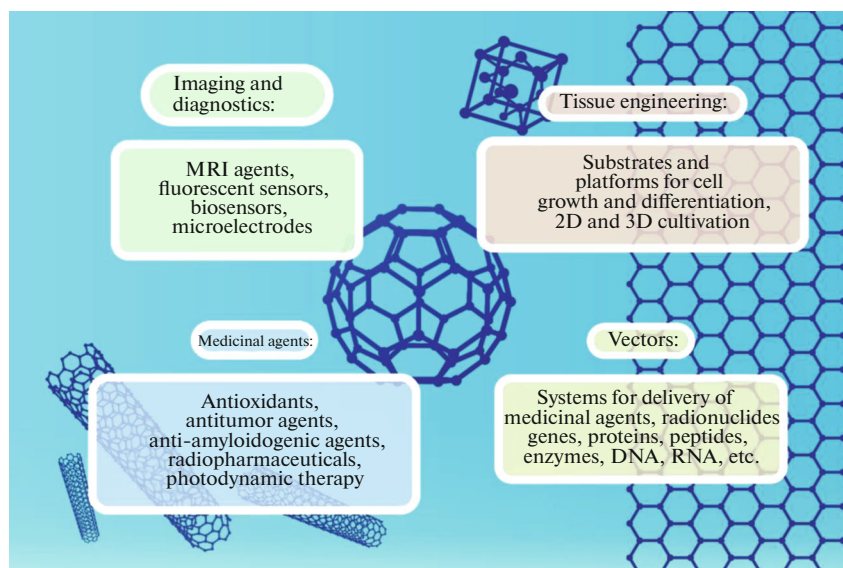 Imaging and
diagnostics:
MRI agents,
fluorescent sensors,
biosensors,
microelectrodes
Tissue engineering:
Substrates and
platforms for cell
growth and differentiation,
2D and 3D cultivation
Medicinal agents:
Antioxidants,
antitumor agents,
anti-amyloidogenic agents,
radiopharmaceuticals,
photodynamic therapy
Vectors:
Systems for delivery of
medicinal agents, radionuclides
genes, proteins, peptides,
enzymes, DNA, RNA, etc.